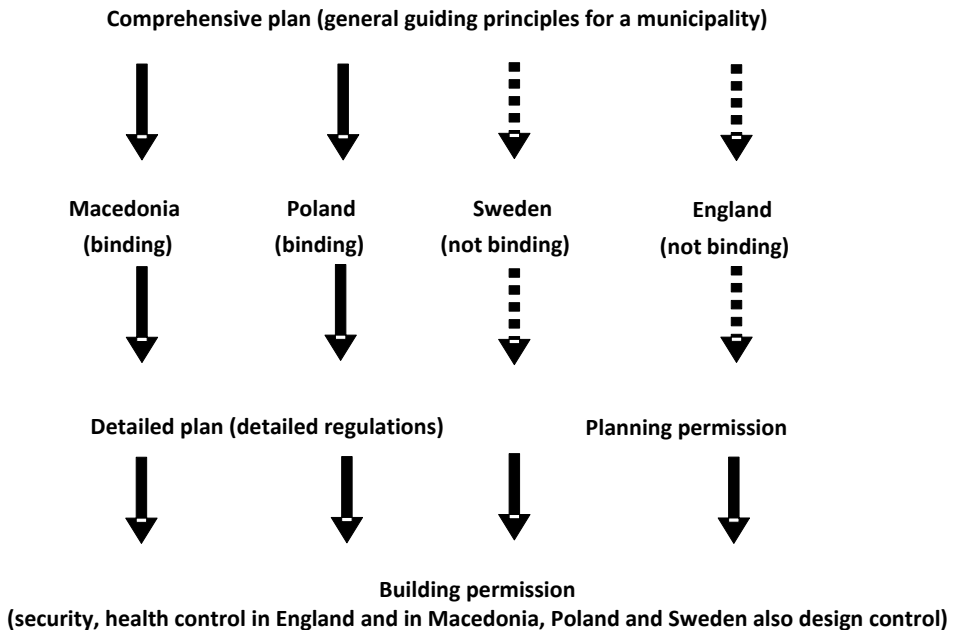 Comprehensive plan (general guiding principles for a municipality)
Macedonia Poland Sweden England
(binding) (binding) (not binding) (not binding)
Detailed plan (detailed regulations) Planning permission
Building permission
(security, health control in England and in Macedonia, Poland and Sweden also design control)